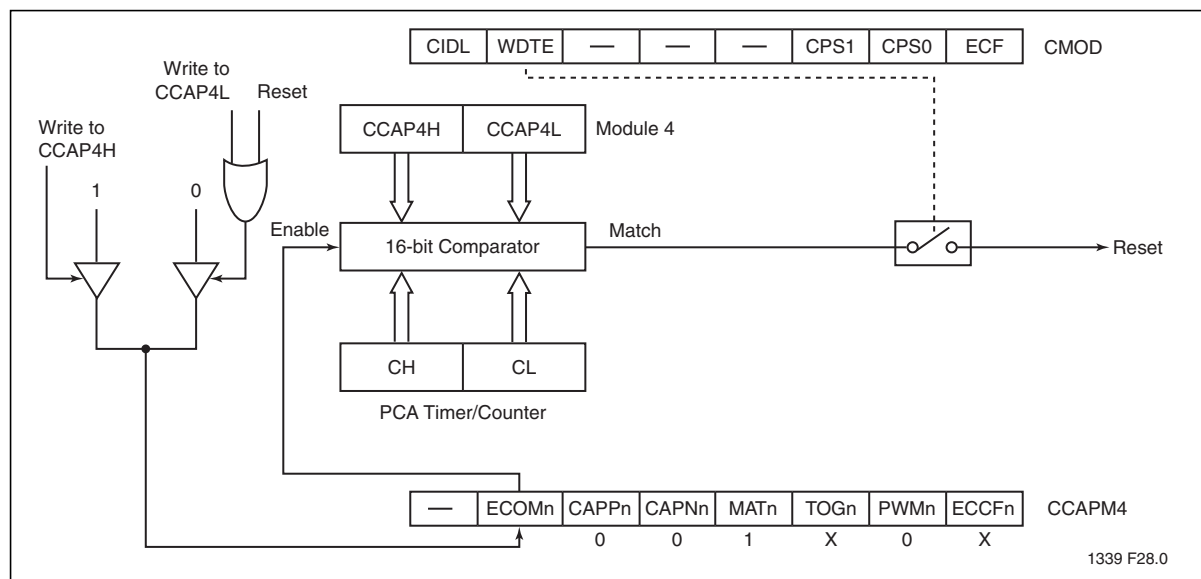 CIDL WDTE — — — CPS1 CPS0 ECF CMOD
Write to
CCAP4L
Reset
Write to
CCAP4H
CCAP4H CCAP4L Module 4
1 0
Enable
16-bit Comparator
Match
Reset
CH CL
PCA Timer/Counter
— ECOMn CAPPn CAPNn MATn TOGn PWMn ECCFn CCAPM4
0 0 1 X 0 X
1339 F28.0